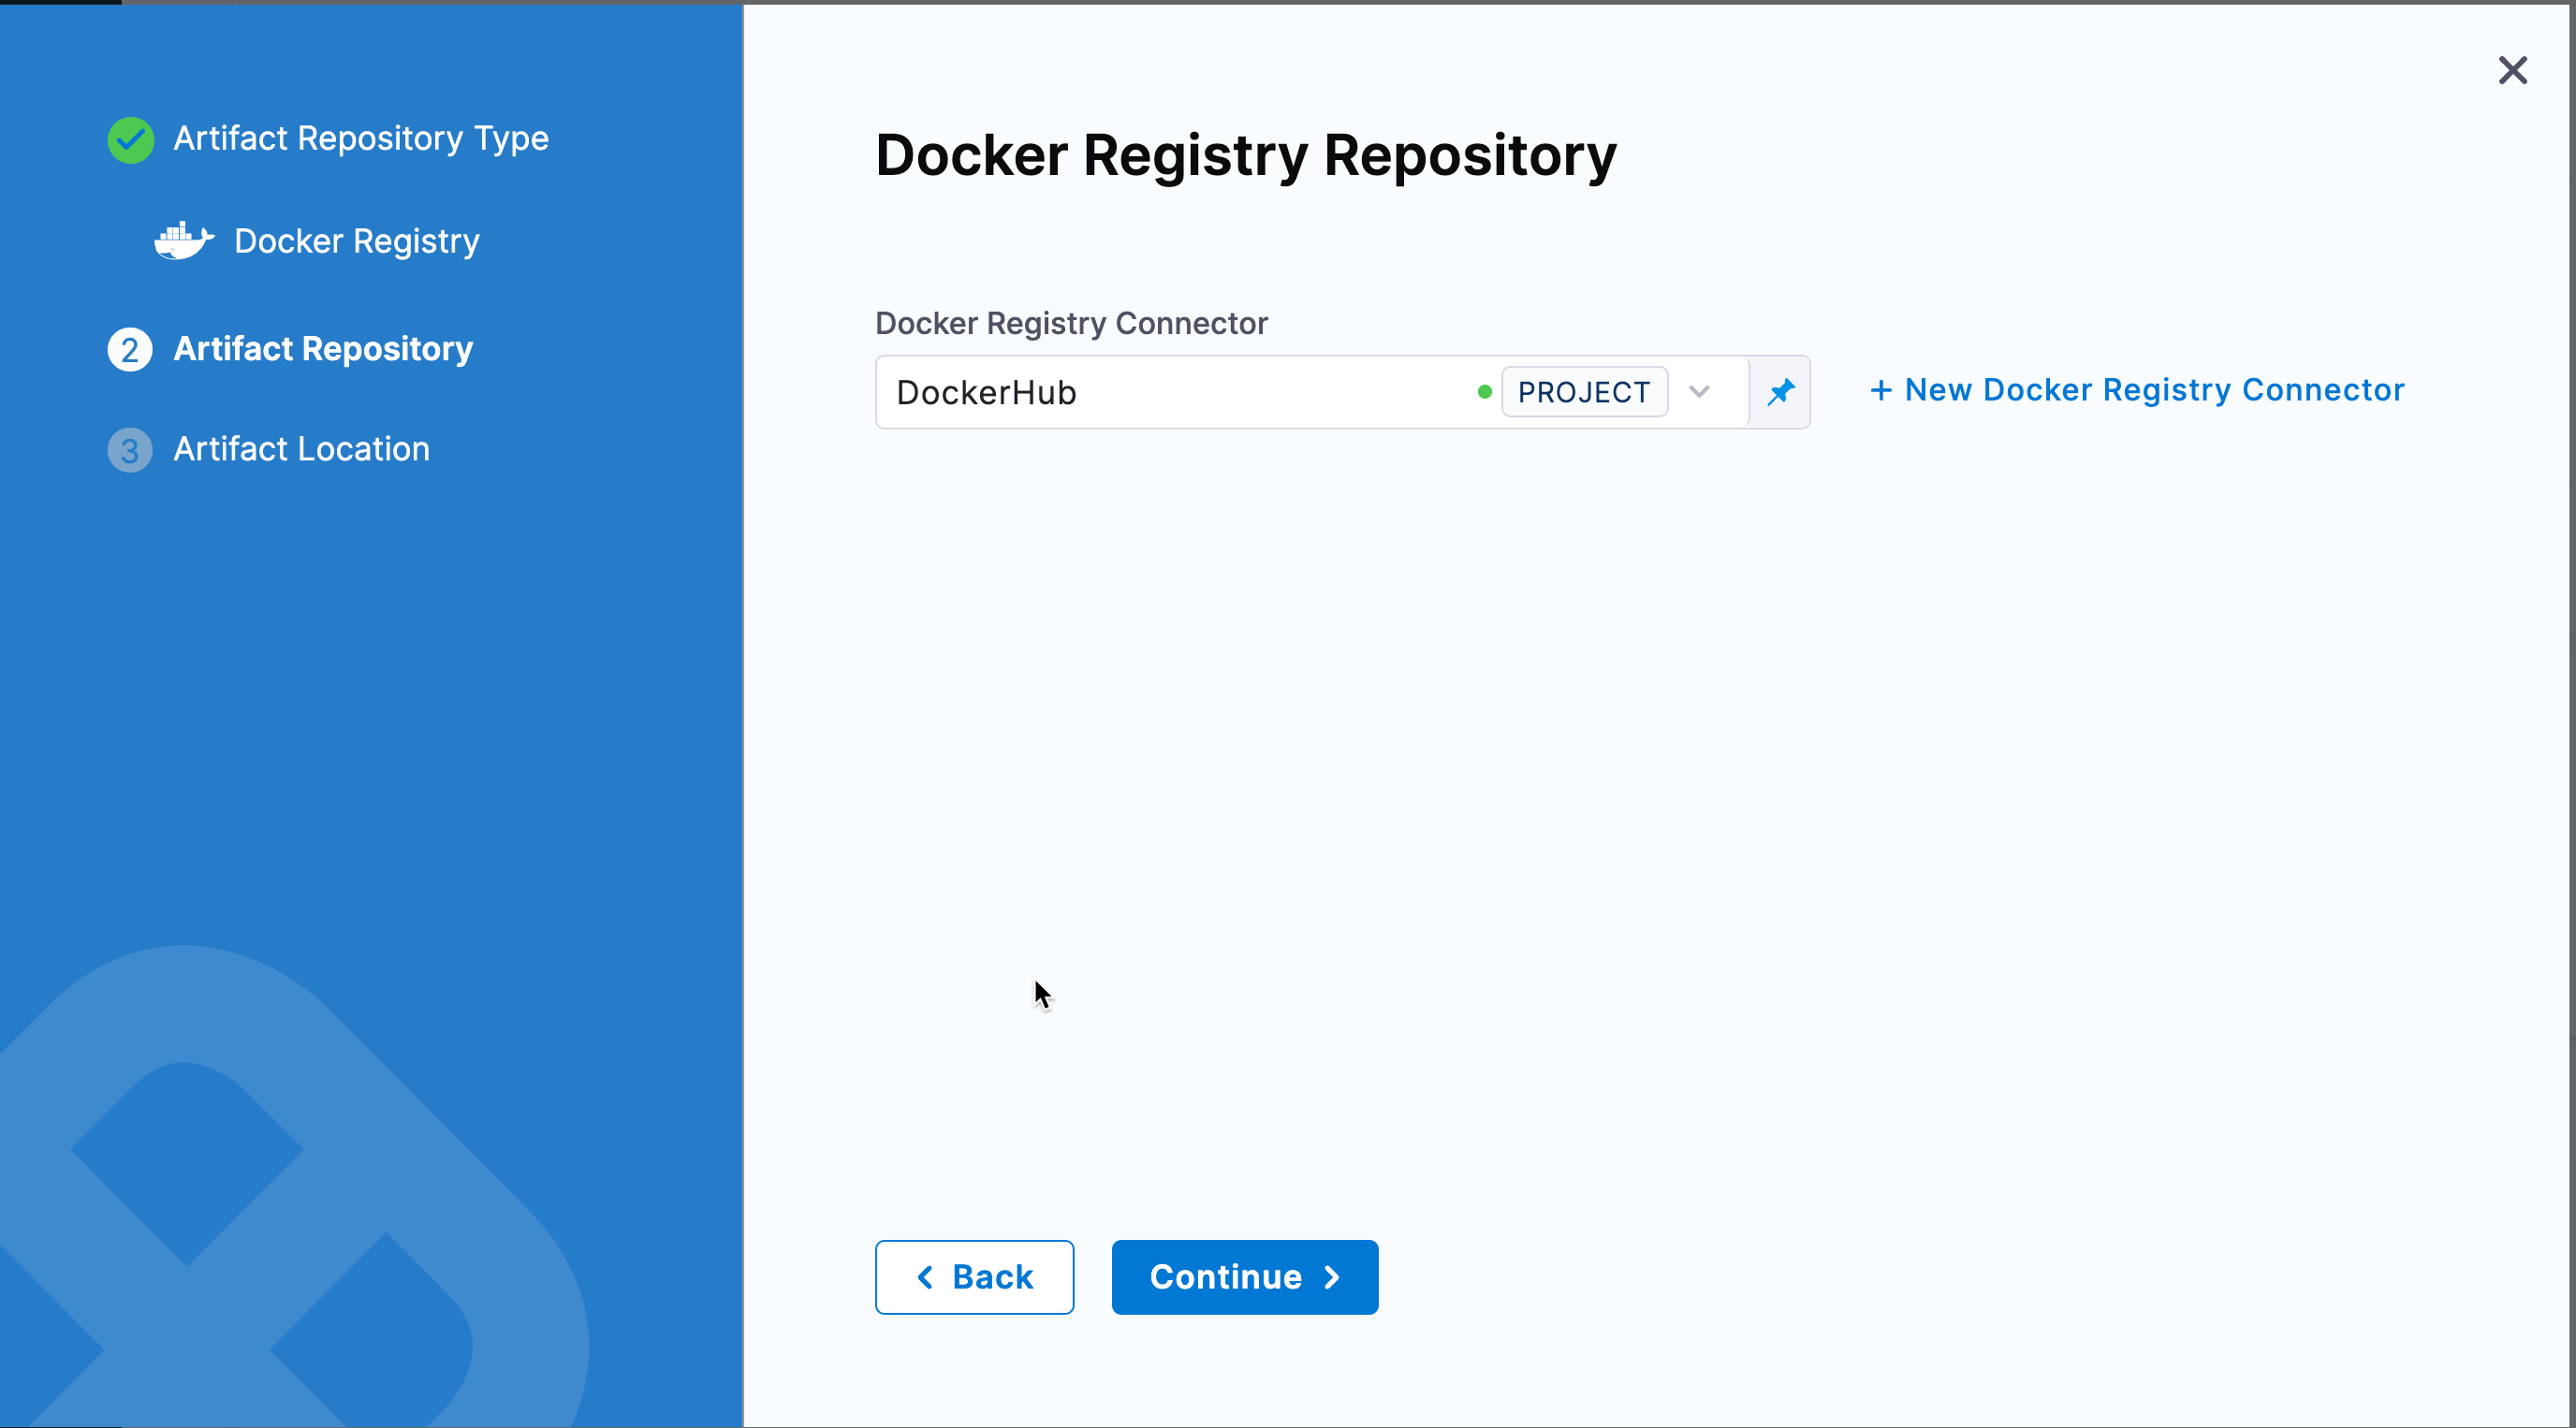 Artifact Repository Type
Docker Registry
2 Artifact Repository
3 Artifact Location
Docker Registry Repository
Docker Registry Connector
DockerHub PROJECT
+ New Docker Registry Connector
Back
Continue